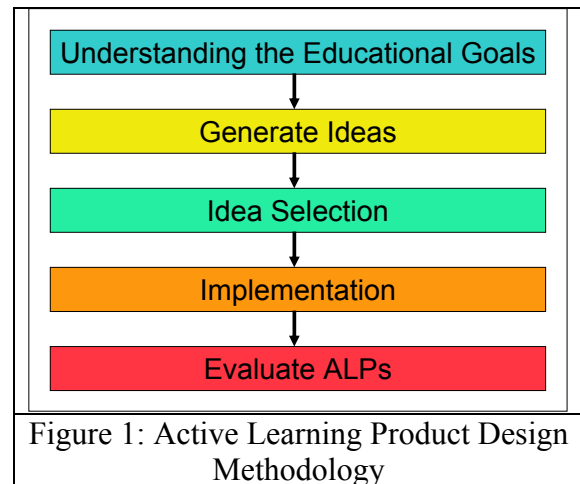 Understanding the Educational Goals
Generate Ideas
Idea Selection
Implementation
Evaluate ALPs
Figure 1: Active Learning Product Design
Methodology